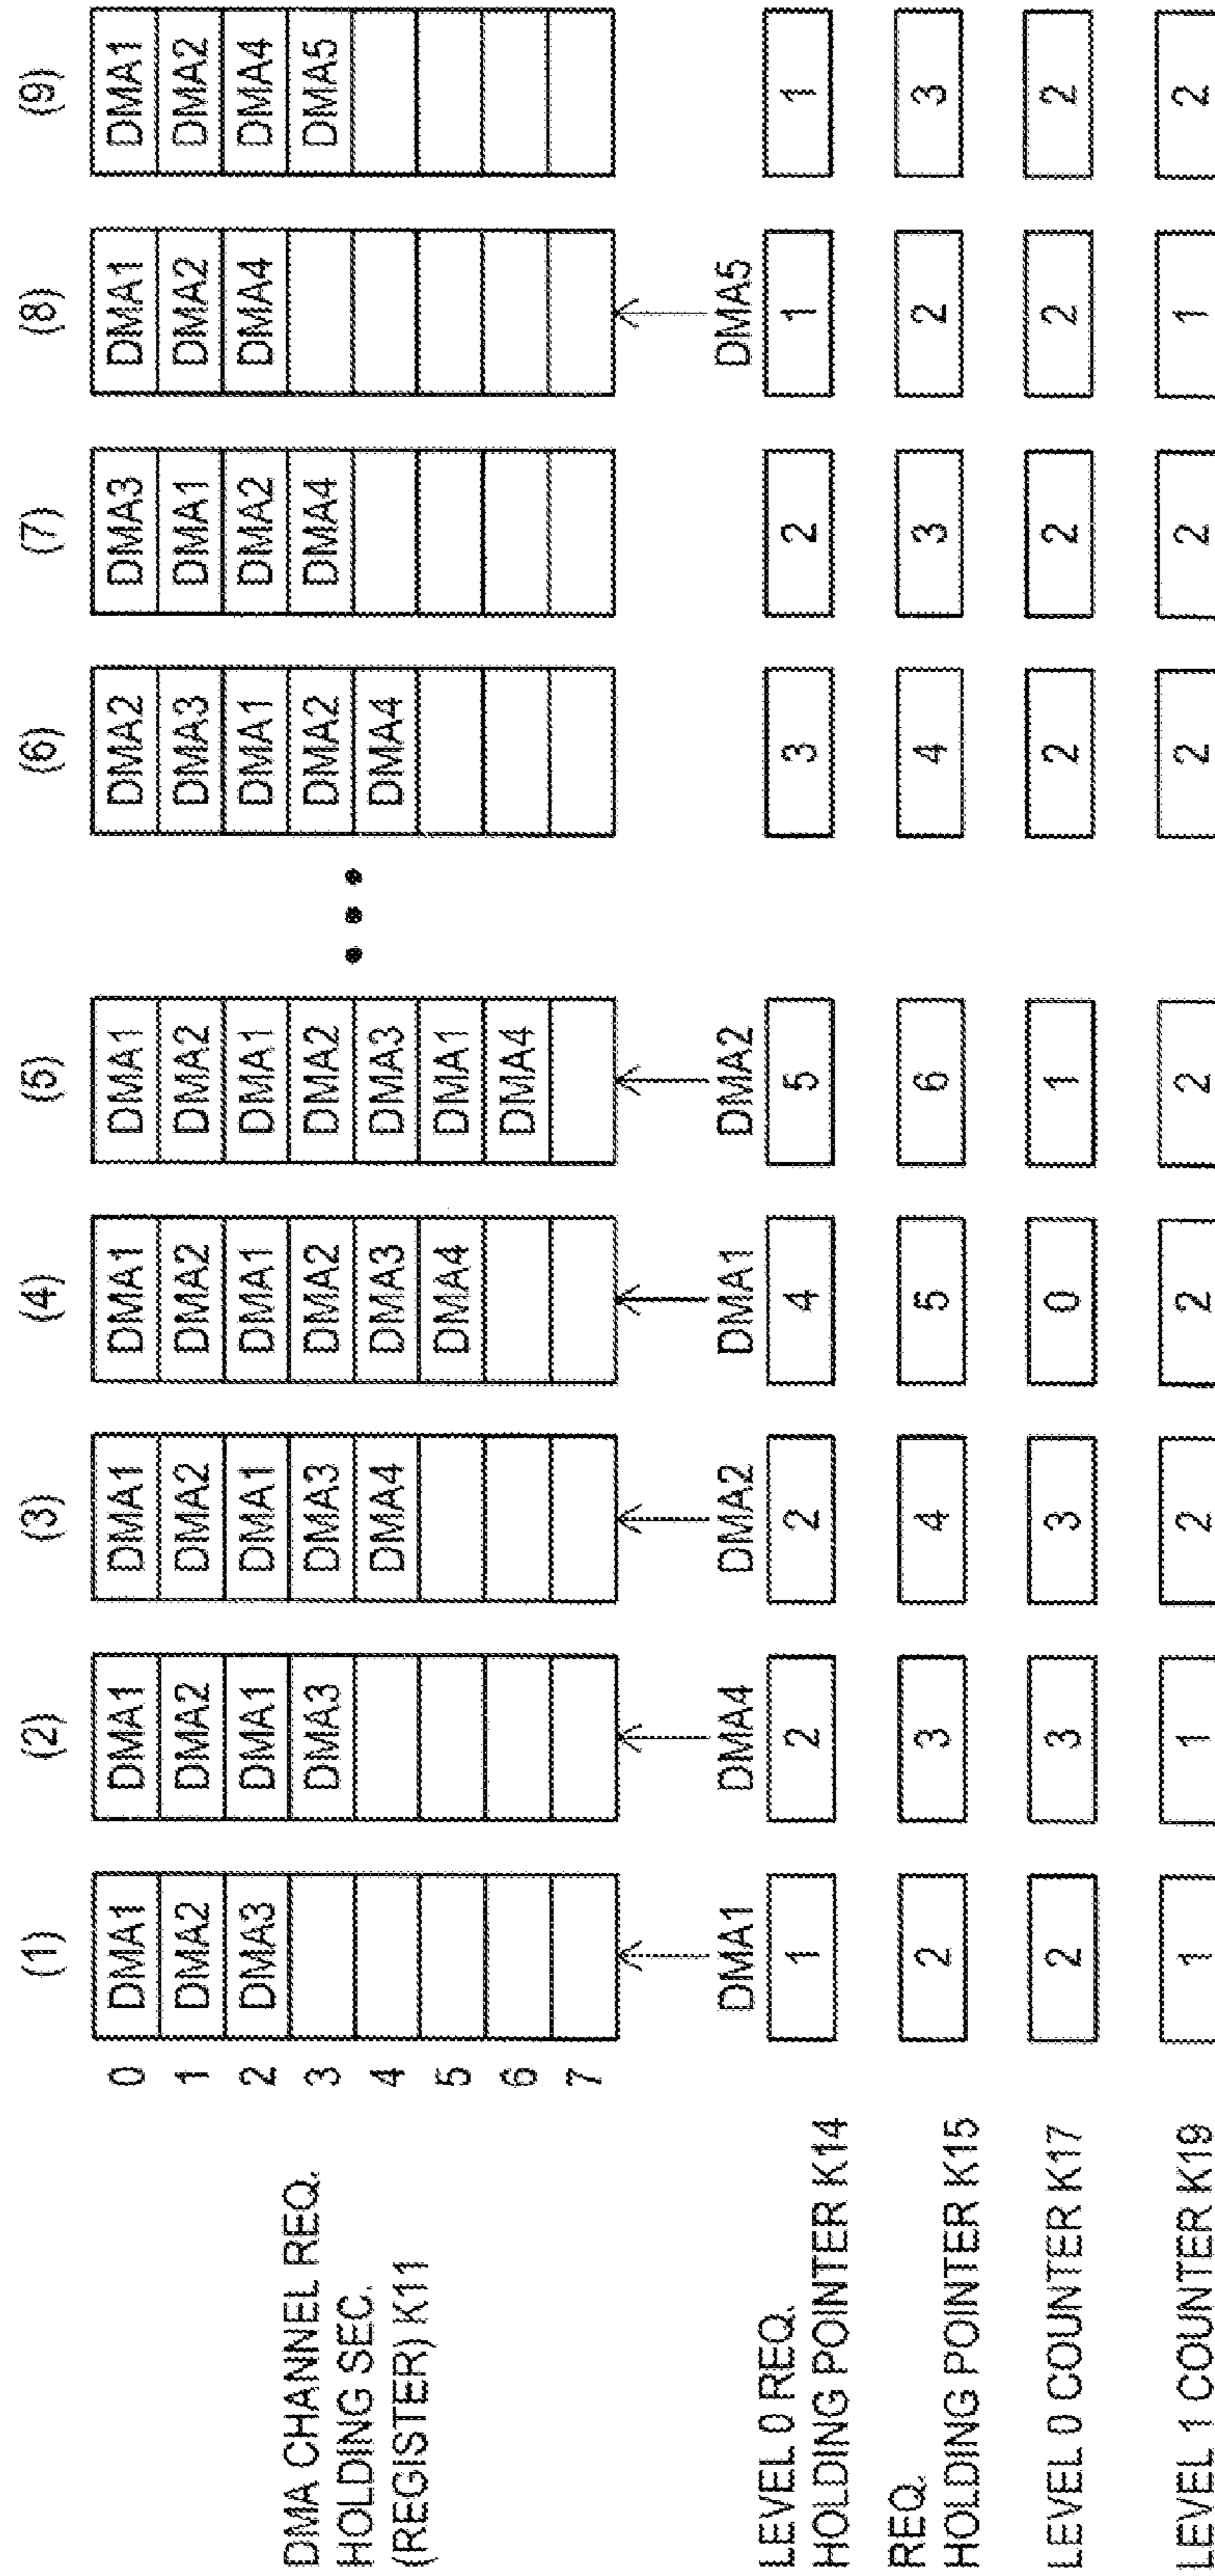 (1) (2) (3) (4) (5) (6) (7) (8) (9)
DMA CHANNEL REQ.
HOLDING SEC.
(REGISTER) K11
0 DMA1 DMA1 DMA1 DMA1 DMA1 DMA2 DMA3 DMA1 DMA1
1 DMA2 DMA2 DMA2 DMA2 DMA2 DMA3 DMA1 DMA2 DMA2
2 DMA3 DMA1 DMA1 DMA1 DMA1 DMA1 DMA2 DMA4 DMA4
3 DMA3 DMA3 DMA2 DMA2 DMA2 DMA4 DMA5
4 DMA4 DMA3 DMA3 DMA4
5 DMA4 DMA1
6 DMA4
7
DMA1 DMA4 DMA2 DMA1 DMA2 DMA5
LEVEL 0 REQ.
HOLDING POINTER K14 1 2 2 4 5 3 2 1 1
REQ.
HOLDING POINTER K15 2 3 4 5 6 4 3 2 3
LEVEL 0 COUNTER K17 2 3 3 0 1 2 2 2 2
LEVEL 1 COUNTER K19 1 1 2 2 2 2 2 1 2